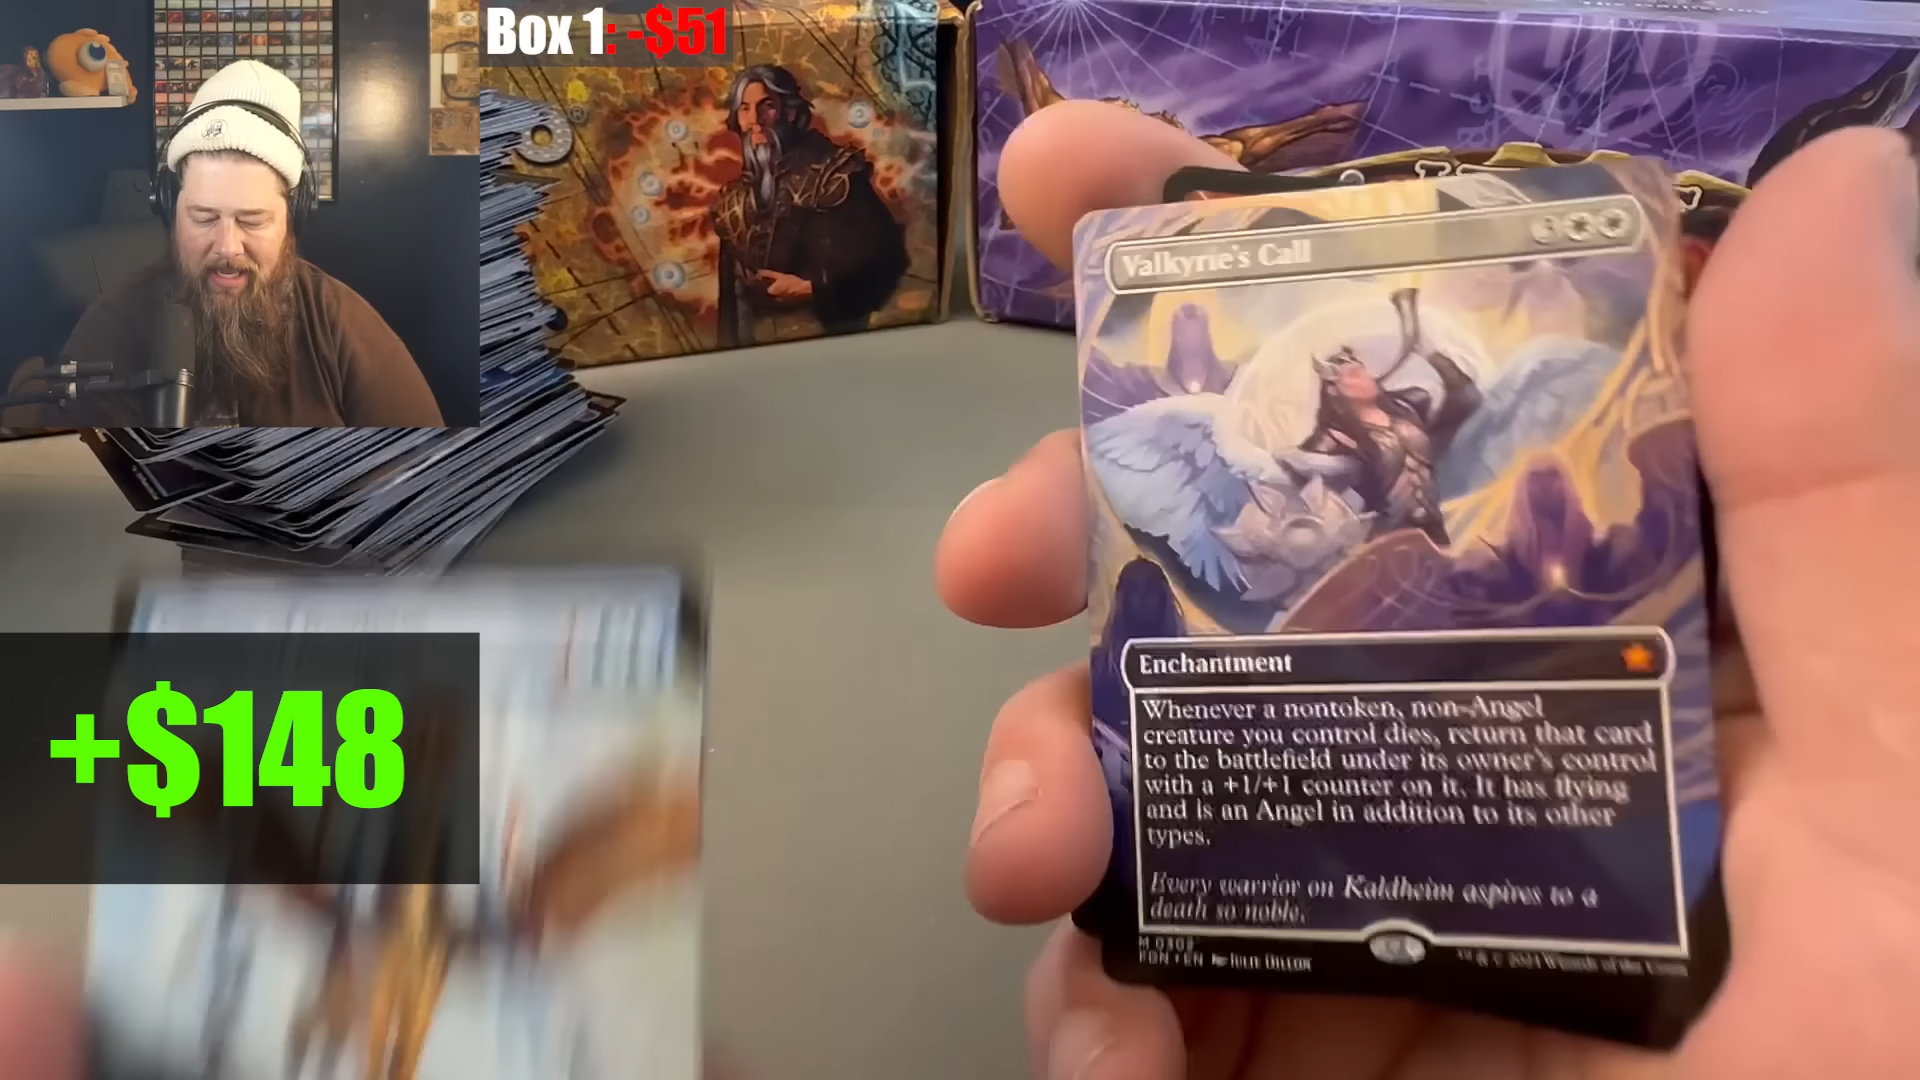 Box 1: -$51
Valkyrie's Call
Enchantment
Whenever a nontoken, non-Angel
creature you control dies, return that card
to the battlefield under its owner's control
with a +1/+1 counter on it. It has flying
and is an Angel in addition to its other
types.
Every warrior on Kaldheim aspires to a
death so noble.
FDN • EN
+$148